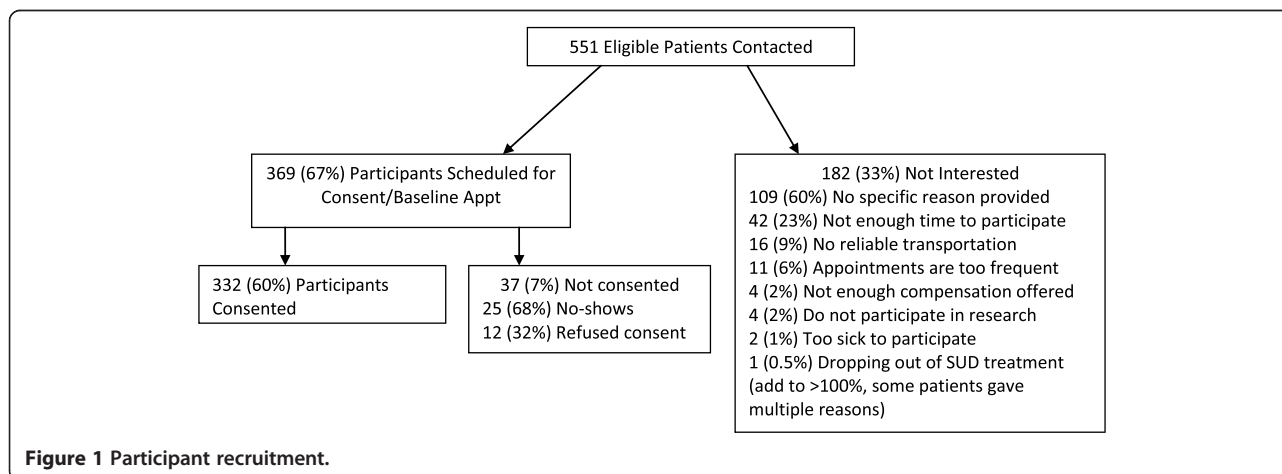 551 Eligible Patients Contacted
369 (67%) Participants Scheduled for
Consent/Baseline Appt
332 (60%) Participants
Consented
37 (7%) Not consented
25 (68%) No-shows
12 (32%) Refused consent
182 (33%) Not Interested
109 (60%) No specific reason provided
42 (23%) Not enough time to participate
16 (9%) No reliable transportation
11 (6%) Appointments are too frequent
4 (2%) Not enough compensation offered
4 (2%) Do not participate in research
2 (1%) Too sick to participate
1 (0.5%) Dropping out of SUD treatment
(add to >100%, some patients gave
multiple reasons)
Figure 1 Participant recruitment.